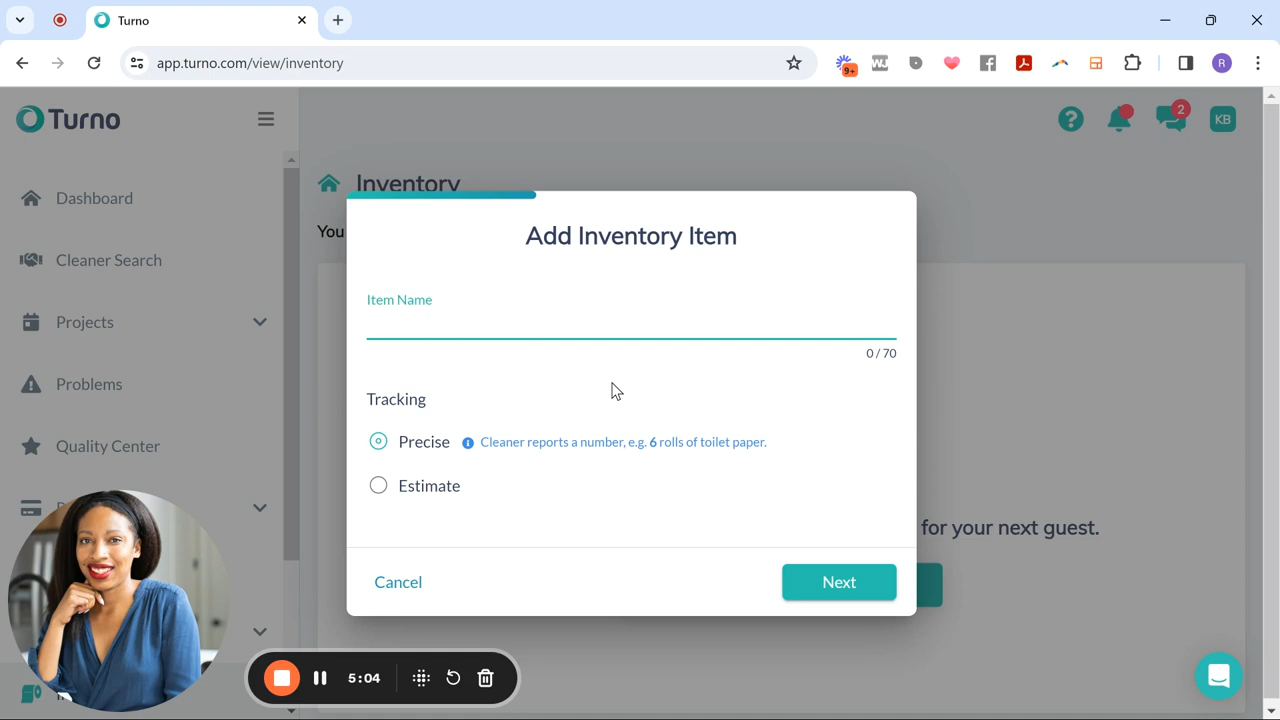 Turno
app.turno.com/view/inventory
9+
WJ
R
Turno
2
KB
Dashboard
Cleaner Search
Projects
Problems
Quality Center
Inventory
You
Add Inventory Item
Item Name
0 / 70
Tracking
Precise
Cleaner reports a number, e.g. 6 rolls of toilet paper.
Estimate
for your next guest.
Cancel
Next
5:04